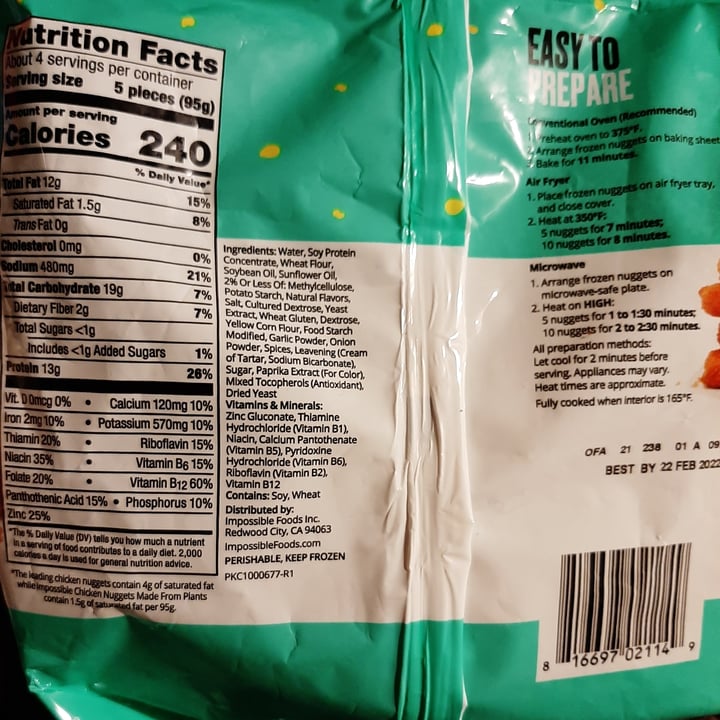 Nutrition Facts
About 4 servings per container
Serving size 5 pieces (95g)
Amount per serving
Calories 240
% Daily Value*
Total Fat 12g 15%
Saturated Fat 1.5g 8%
Trans Fat 0g
Cholesterol 0mg 0%
Sodium 480mg 21%
Total Carbohydrate 19g 7%
Dietary Fiber 2g 7%
Total Sugars <1g
Includes <1g Added Sugars 1%
Protein 13g 26%
Vit. D 0mcg 0% • Calcium 120mg 10%
Iron 2mg 10% • Potassium 570mg 10%
Thiamin 20% • Riboflavin 15%
Niacin 35% • Vitamin B6 15%
Folate 20% • Vitamin B12 60%
Panthothenic Acid 15% • Phosphorus 10%
Zinc 25%
*The % Daily Value (DV) tells you how much a nutrient
in a serving of food contributes to a daily diet. 2,000
calories a day is used for general nutrition advice.
*The leading chicken nuggets contain 4g of saturated fat
while Impossible Chicken Nuggets Made From Plants
contain 1.5g of saturated fat per 95g.
Ingredients: Water, Soy Protein
Concentrate, Wheat Flour,
Soybean Oil, Sunflower Oil,
2% Or Less Of: Methylcellulose,
Potato Starch, Natural Flavors,
Salt, Cultured Dextrose, Yeast
Extract, Wheat Gluten, Dextrose,
Yellow Corn Flour, Food Starch
Modified, Garlic Powder, Onion
Powder, Spices, Leavening (Cream
of Tartar, Sodium Bicarbonate),
Sugar, Paprika Extract (For Color),
Mixed Tocopherols (Antioxidant),
Dried Yeast
Vitamins & Minerals:
Zinc Gluconate, Thiamine
Hydrochloride (Vitamin B1),
Niacin, Calcium Pantothenate
(Vitamin B5), Pyridoxine
Hydrochloride (Vitamin B6),
Riboflavin (Vitamin B2),
Vitamin B12
Contains: Soy, Wheat
Distributed by:
Impossible Foods Inc.
Redwood City, CA 94063
ImpossibleFoods.com
PERISHABLE, KEEP FROZEN
PKC1000677-R1
EASY TO
PREPARE
Conventional Oven (Recommended)
1. Preheat oven to 375°F.
2. Arrange frozen nuggets on baking sheet
3. Bake for 11 minutes.
Air Fryer
1. Place frozen nuggets on air fryer tray,
and close cover.
2. Heat at 350°F:
5 nuggets for 7 minutes;
10 nuggets for 8 minutes.
Microwave
1. Arrange frozen nuggets on
microwave-safe plate.
2. Heat on HIGH:
5 nuggets for 1 to 1:30 minutes;
10 nuggets for 2 to 2:30 minutes.
All preparation methods:
Let cool for 2 minutes before
serving. Appliances may vary.
Heat times are approximate.
Fully cooked when interior is 165°F.
OFA 21 238 01 A 09
BEST BY 22 FEB 2022
8 16697 02114 9